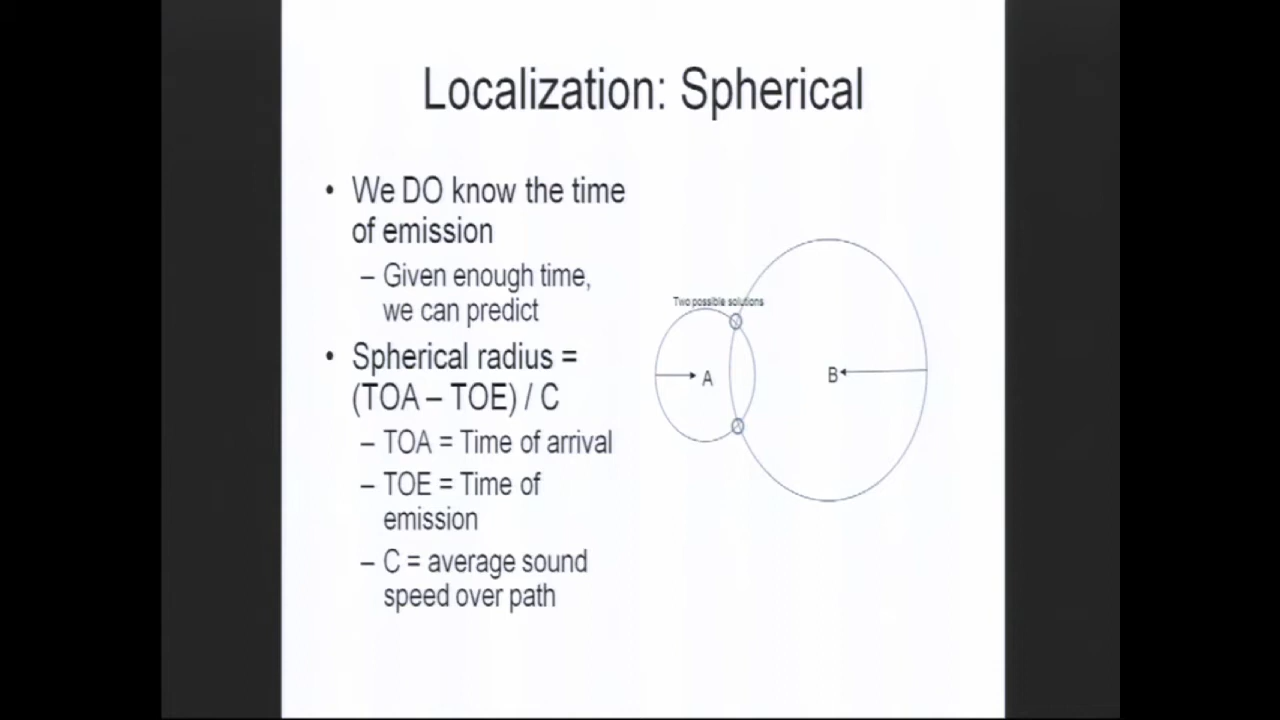 Localization: Spherical
• We DO know the time
of emission
– Given enough time,
we can predict
• Spherical radius =
(TOA – TOE) / C
– TOA = Time of arrival
– TOE = Time of
emission
– C = average sound
speed over path
Two possible solutions
A
B